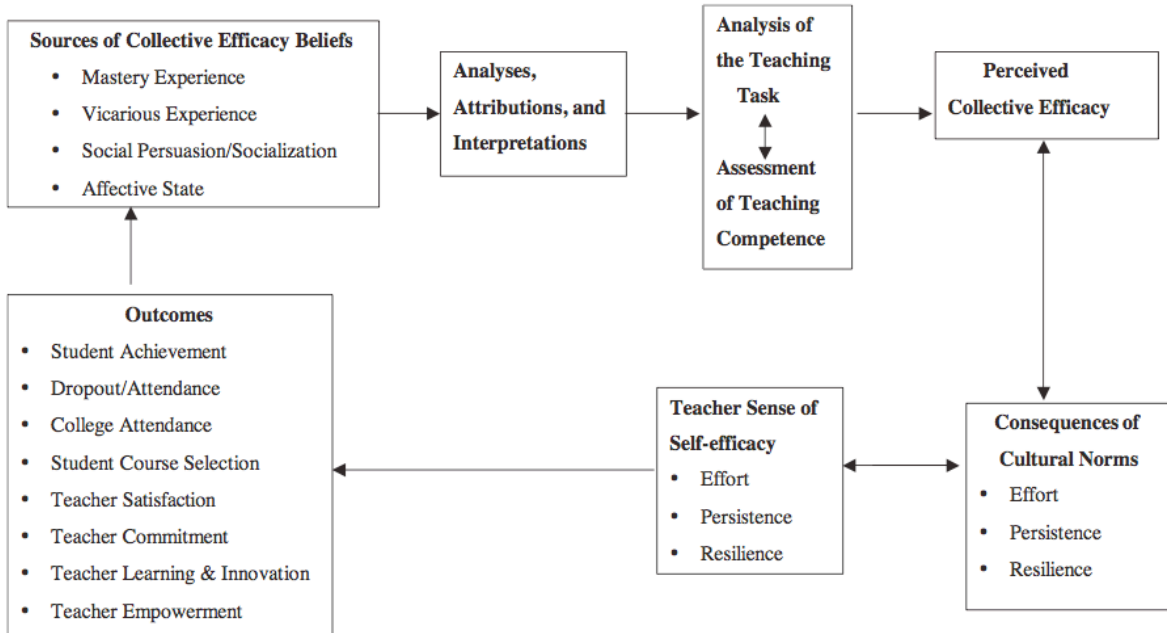 Sources of Collective Efficacy Beliefs
• Mastery Experience
• Vicarious Experience
• Social Persuasion/Socialization
• Affective State
Analyses,
Attributions, and
Interpretations
Analysis of
the Teaching
Task
Assessment
of Teaching
Competence
Perceived
Collective Efficacy
Outcomes
• Student Achievement
• Dropout/Attendance
• College Attendance
• Student Course Selection
• Teacher Satisfaction
• Teacher Commitment
• Teacher Learning & Innovation
• Teacher Empowerment
Teacher Sense of
Self-efficacy
• Effort
• Persistence
• Resilience
Consequences of
Cultural Norms
• Effort
• Persistence
• Resilience